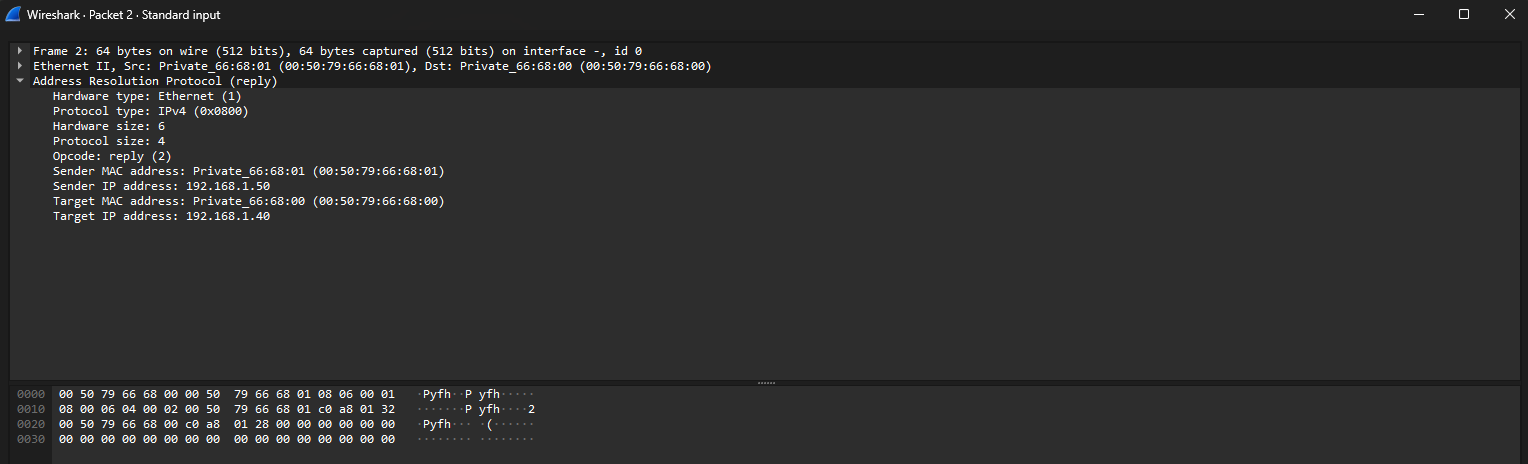 Wireshark · Packet 2 · Standard input
Frame 2: 64 bytes on wire (512 bits), 64 bytes captured (512 bits) on interface -, id 0
Ethernet II, Src: Private_66:68:01 (00:50:79:66:68:01), Dst: Private_66:68:00 (00:50:79:66:68:00)
Address Resolution Protocol (reply)
Hardware type: Ethernet (1)
Protocol type: IPv4 (0x0800)
Hardware size: 6
Protocol size: 4
Opcode: reply (2)
Sender MAC address: Private_66:68:01 (00:50:79:66:68:01)
Sender IP address: 192.168.1.50
Target MAC address: Private_66:68:00 (00:50:79:66:68:00)
Target IP address: 192.168.1.40
0000 00 50 79 66 68 00 00 50 79 66 68 01 08 06 00 01 ·Pyfh··P yfh·····
0010 08 00 06 04 00 02 00 50 79 66 68 01 c0 a8 01 32 ·······P yfh····2
0020 00 50 79 66 68 00 c0 a8 01 28 00 00 00 00 00 00 ·Pyfh··· ·(······
0030 00 00 00 00 00 00 00 00 00 00 00 00 00 00 00 00 ········ ········